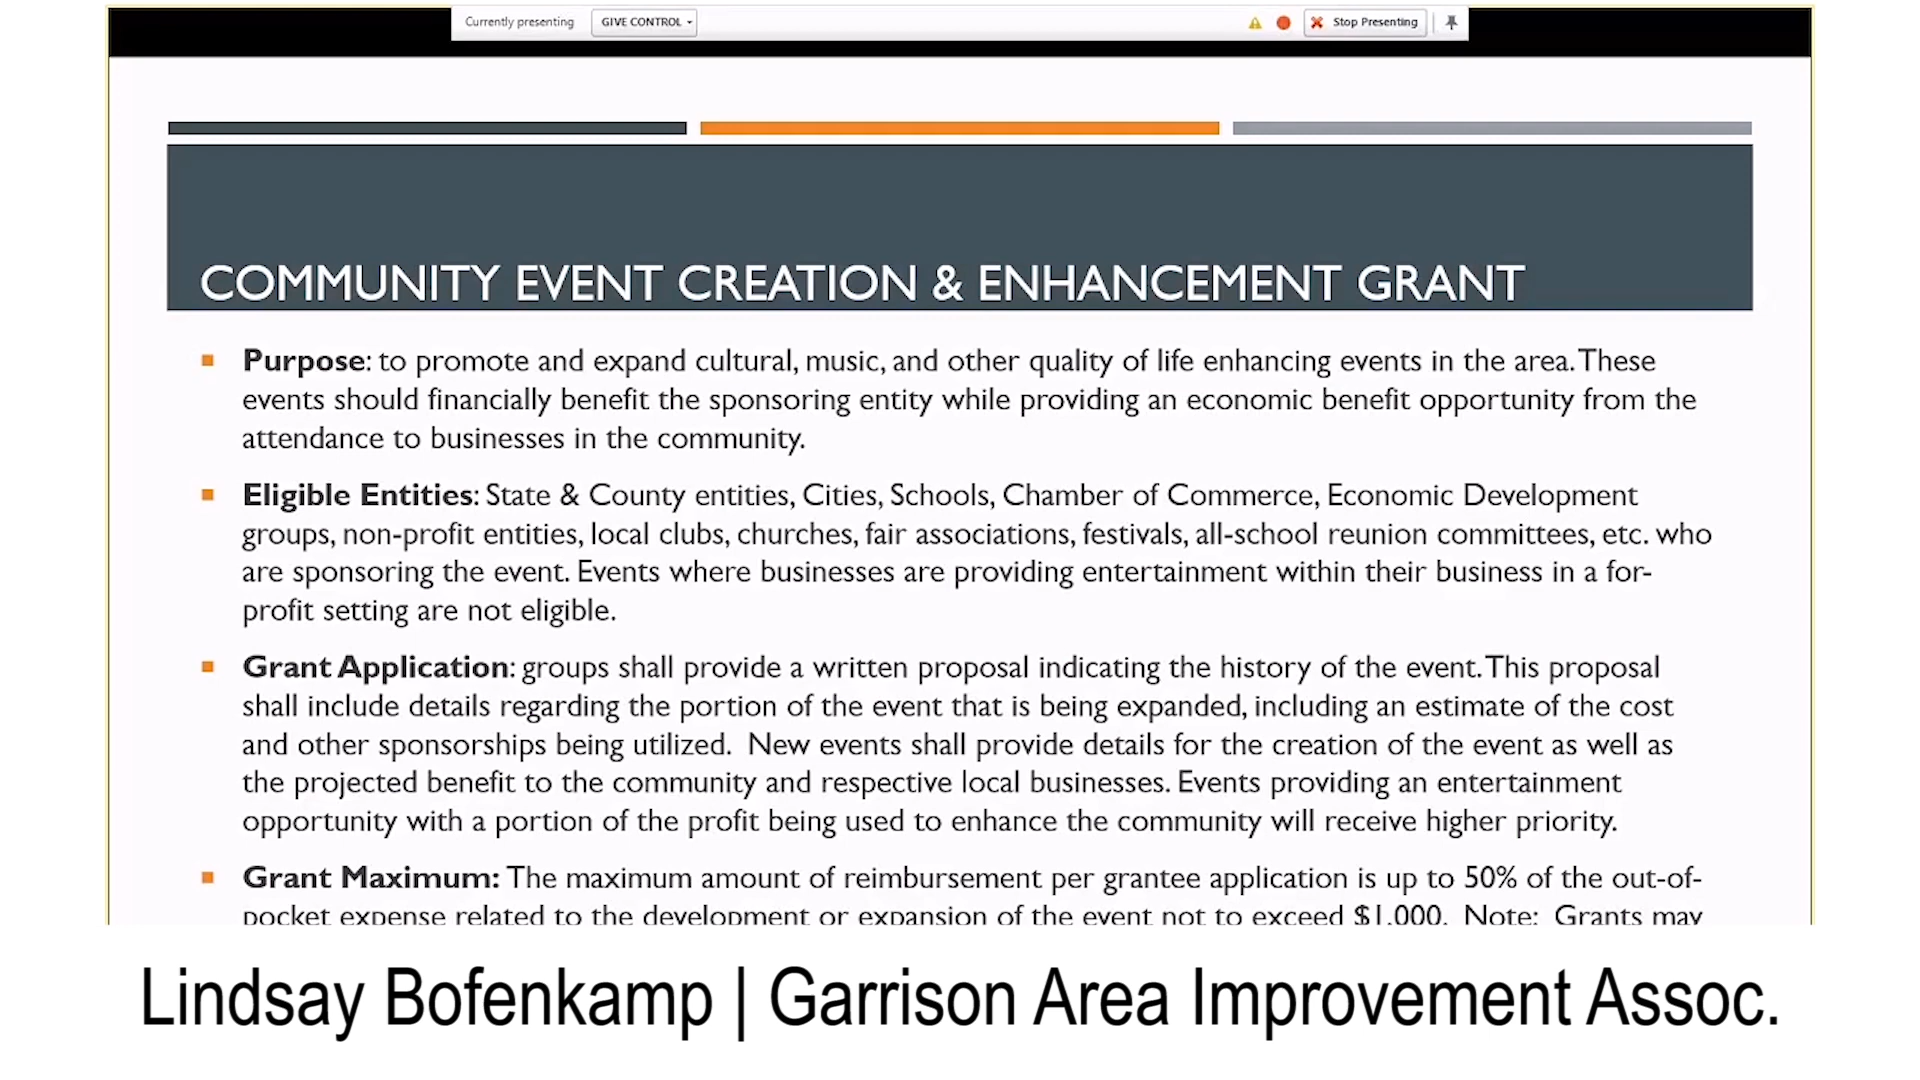 Currently presenting GIVE CONTROL Stop Presenting
COMMUNITY EVENT CREATION & ENHANCEMENT GRANT
Purpose: to promote and expand cultural, music, and other quality of life enhancing events in the area. These
events should financially benefit the sponsoring entity while providing an economic benefit opportunity from the
attendance to businesses in the community.
Eligible Entities: State & County entities, Cities, Schools, Chamber of Commerce, Economic Development
groups, non-profit entities, local clubs, churches, fair associations, festivals, all-school reunion committees, etc. who
are sponsoring the event. Events where businesses are providing entertainment within their business in a for-
profit setting are not eligible.
Grant Application: groups shall provide a written proposal indicating the history of the event. This proposal
shall include details regarding the portion of the event that is being expanded, including an estimate of the cost
and other sponsorships being utilized. New events shall provide details for the creation of the event as well as
the projected benefit to the community and respective local businesses. Events providing an entertainment
opportunity with a portion of the profit being used to enhance the community will receive higher priority.
Grant Maximum: The maximum amount of reimbursement per grantee application is up to 50% of the out-of-
pocket expense related to the development or expansion of the event not to exceed $1,000. Note: Grants may
Lindsay Bofenkamp | Garrison Area Improvement Assoc.